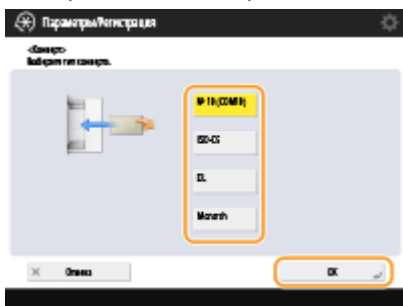 Параметры/Регистрация
<Конверт>
Выберите тип конверта.
№ 10 (COM10)
ISO-C5
DL
Monarch
Отмена
OK